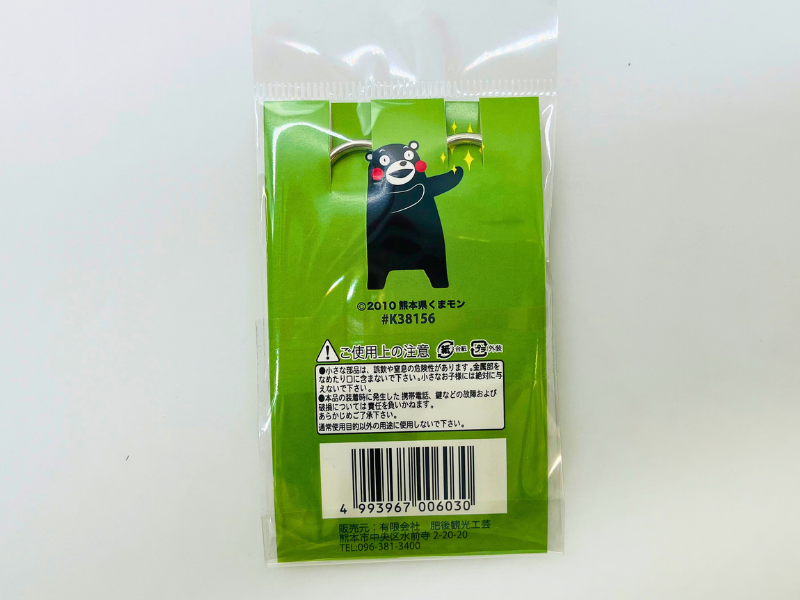 ©2010 熊本県くまモン
#K38156
ご使用上の注意 紙 台紙 プラ 外装
●小さな部品は、誤飲や窒息の危険性があります。金属部を
なめたり口に含まないで下さい。小さなお子様には絶対に与
えないで下さい。
●本品の装着時に発生した携帯電話、鍵などの故障および
破損については責任を負いかねます。
あらかじめご了承下さい。
通常使用目的以外の用途に使用しないで下さい。
4 993967 006030
販売元：有限会社 肥後観光工芸
熊本市中央区水前寺 2-20-20
TEL:096-381-3400